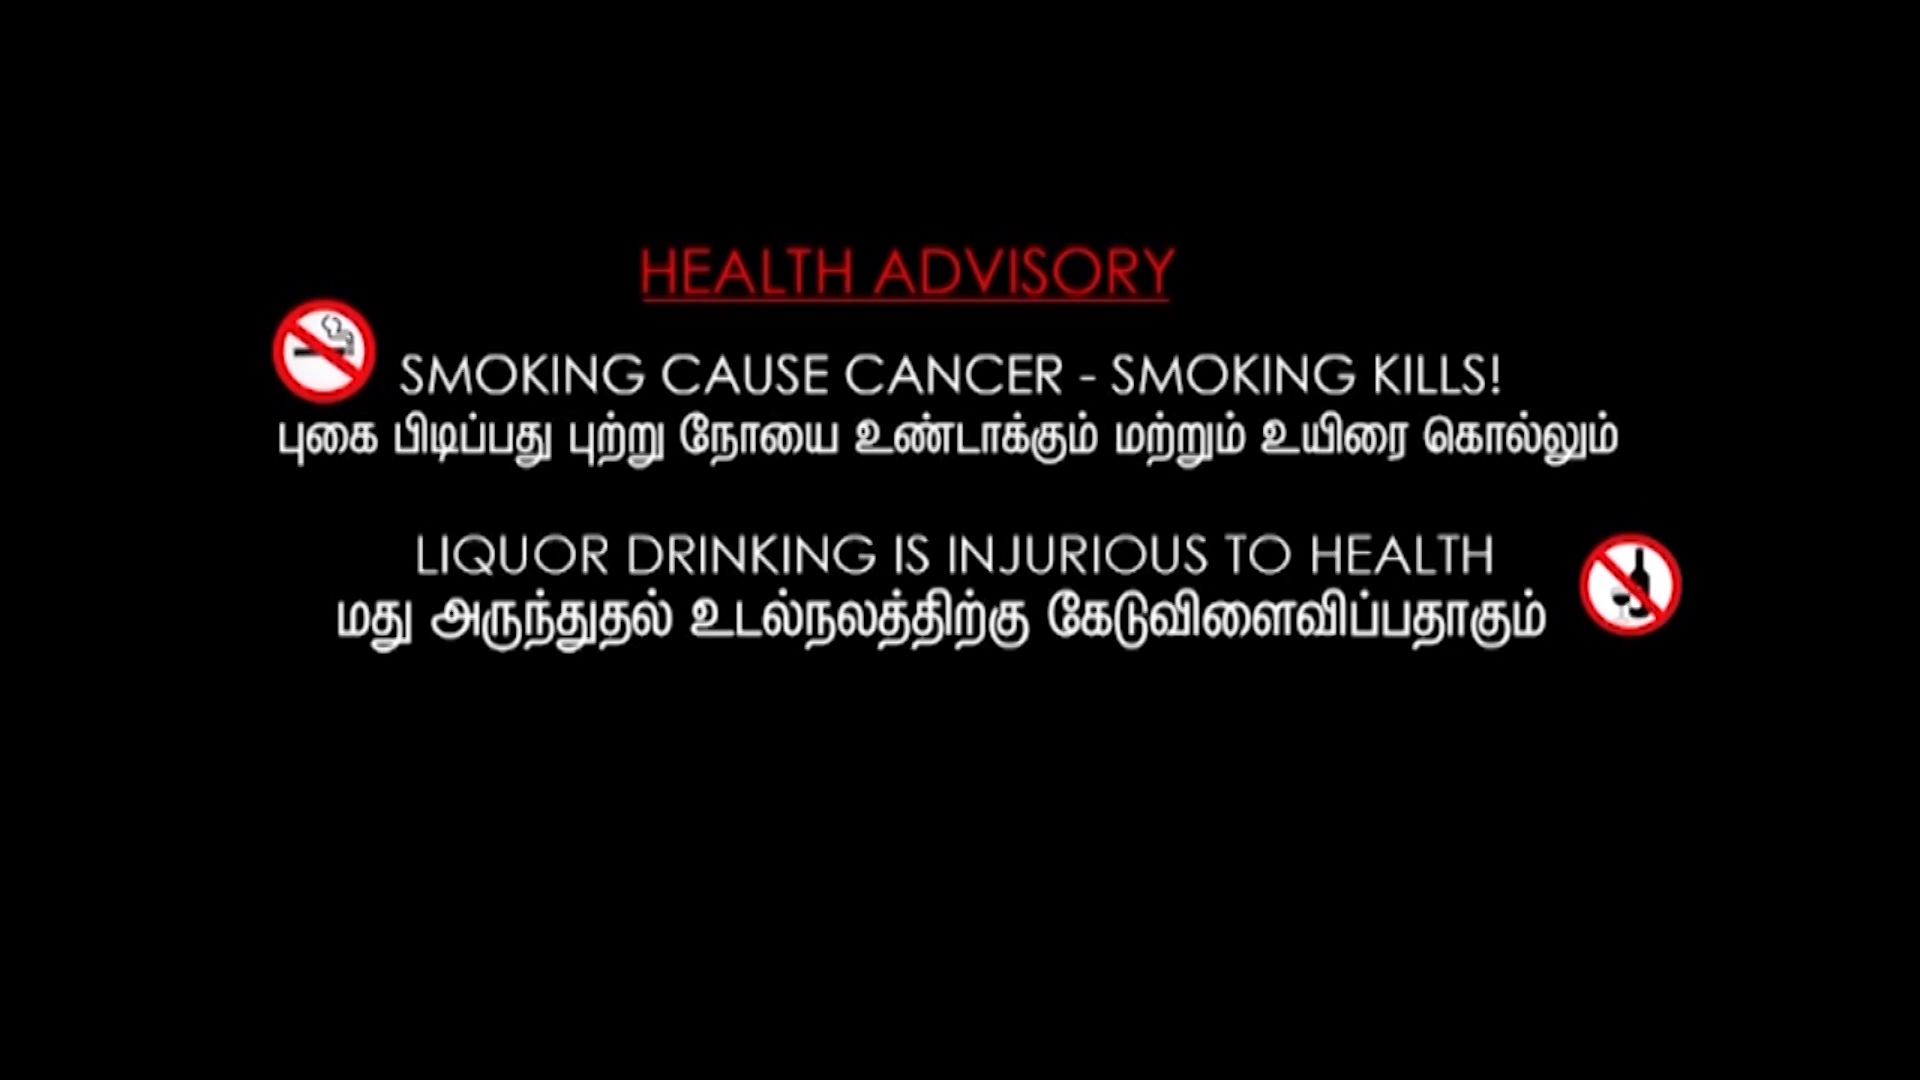 HEALTH ADVISORY
SMOKING CAUSE CANCER - SMOKING KILLS!
புகை பிடிப்பது புற்று நோயை உண்டாக்கும் மற்றும் உயிரை கொல்லும்
LIQUOR DRINKING IS INJURIOUS TO HEALTH
மது அருந்துதல் உடல்நலத்திற்கு கேடுவிளைவிப்பதாகும்